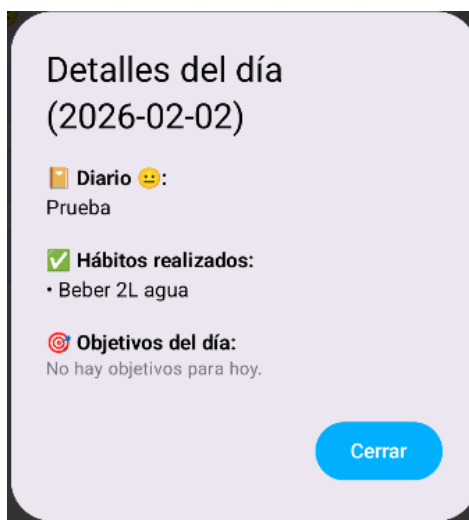 Detalles del día
(2026-02-02)
📔 Diario 😐:
Prueba
✅ Hábitos realizados:
• Beber 2L agua
🎯 Objetivos del día:
No hay objetivos para hoy.
Cerrar